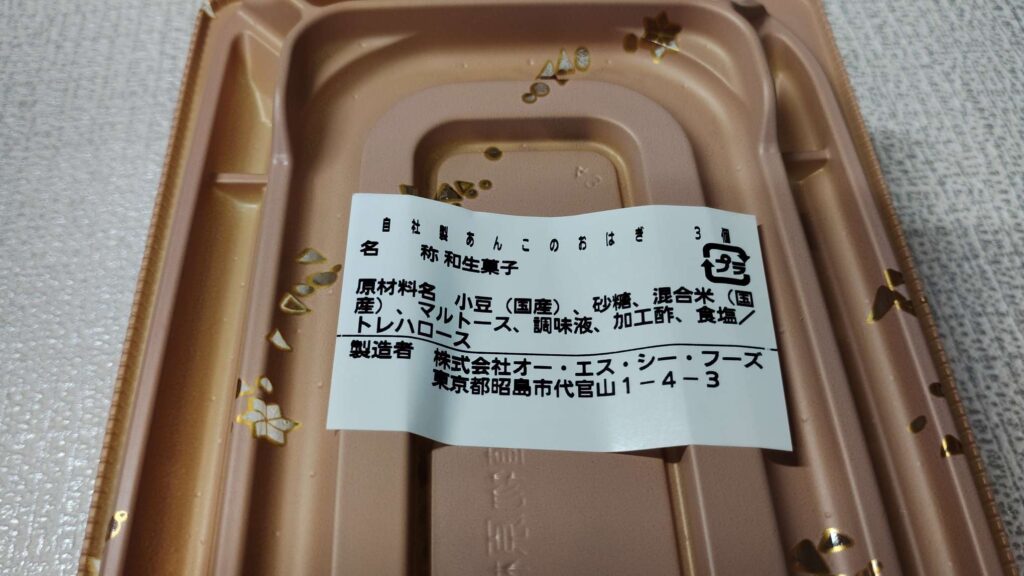 自社製あんこのおはぎ 3個
名 称 和生菓子
プラ
原材料名 小豆（国産）、砂糖、混合米（国
産）、マルトース、調味液、加工酢、食塩／
トレハロース
製造者 株式会社オー・エス・シー・フーズ
東京都昭島市代官山1－4－3